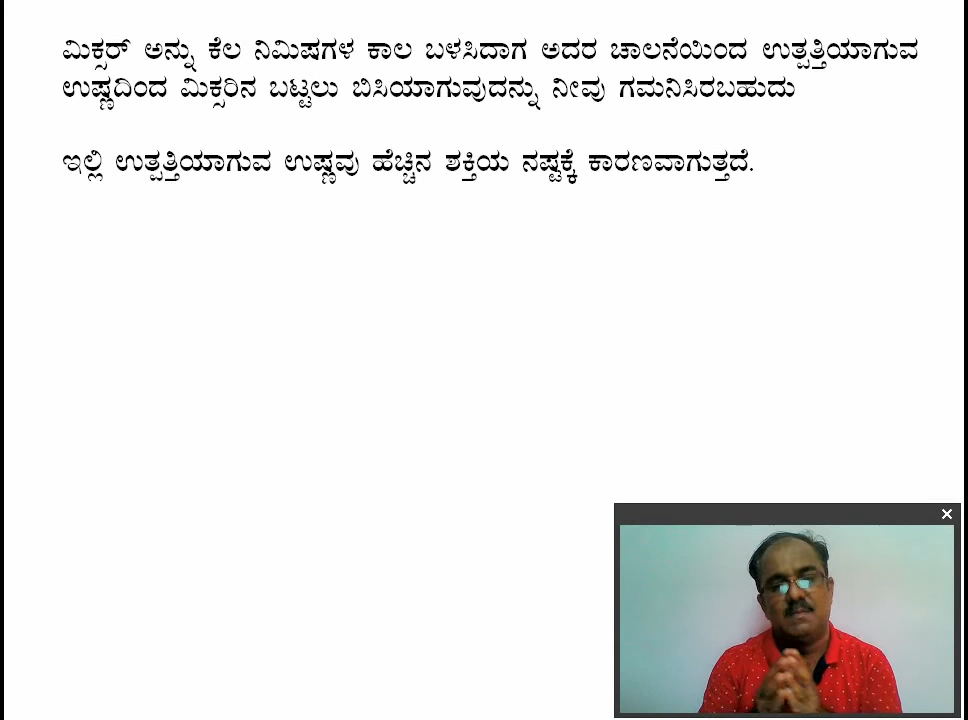 ಮಿಕ್ಸರ್ ಅನ್ನು ಕೆಲ ನಿಮಿಷಗಳ ಕಾಲ ಬಳಸಿದಾಗ ಅದರ ಚಾಲನೆಯಿಂದ ಉತ್ಪತ್ತಿಯಾಗುವ
ಉಷ್ಣದಿಂದ ಮಿಕ್ಸರಿನ ಬಟ್ಟಲು ಬಿಸಿಯಾಗುವುದನ್ನು ನೀವು ಗಮನಿಸಿರಬಹುದು
ಇಲ್ಲಿ ಉತ್ಪತ್ತಿಯಾಗುವ ಉಷ್ಣವು ಹೆಚ್ಚಿನ ಶಕ್ತಿಯ ನಷ್ಟಕ್ಕೆ ಕಾರಣವಾಗುತ್ತದೆ.